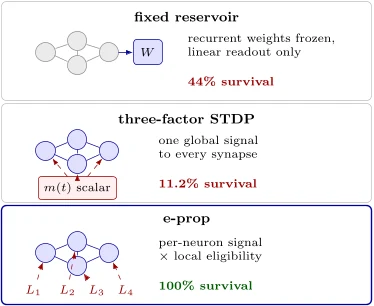 fixed reservoir
W
recurrent weights frozen,
linear readout only
44% survival
three-factor STDP
one global signal
to every synapse
m(t) scalar
11.2% survival
e-prop
per-neuron signal
× local eligibility
L₁ L₂ L₃ L₄
100% survival